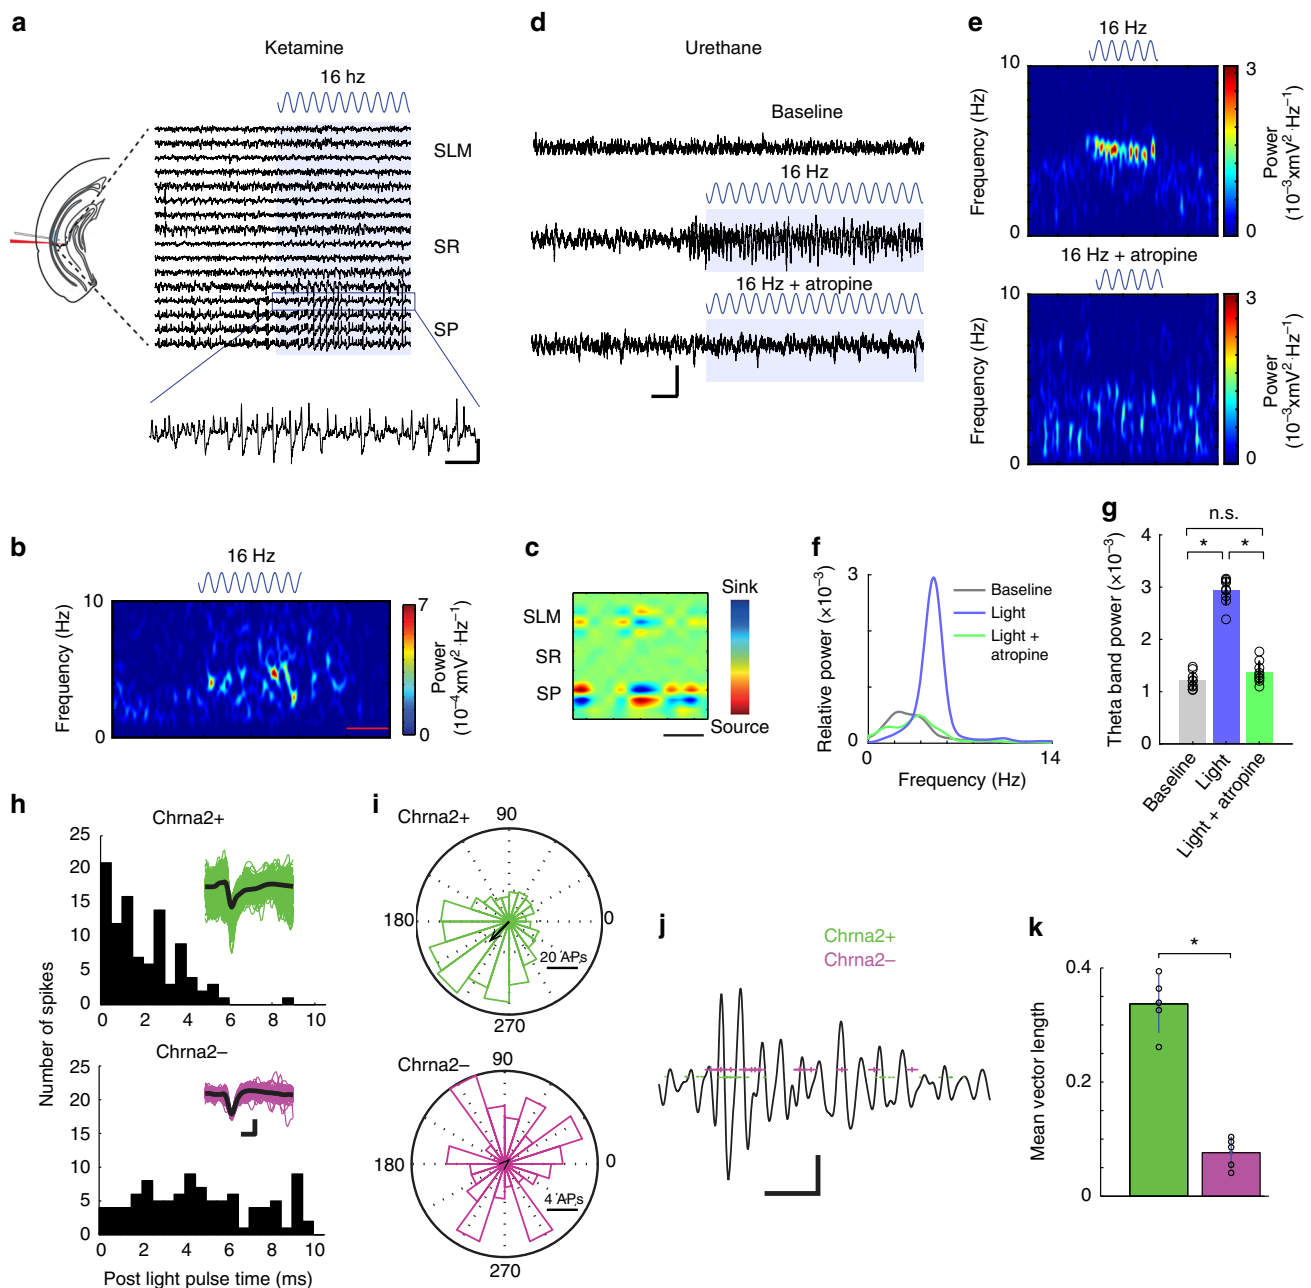 a
Ketamine
16 hz
SLM
SR
SP
d
Urethane
Baseline
16 Hz
16 Hz + atropine
e
16 Hz
10
0
Frequency (Hz)
3
0
Power
(10⁻³xmV²·Hz⁻¹)
16 Hz + atropine
10
0
Frequency (Hz)
3
0
Power
(10⁻³xmV²·Hz⁻¹)
b
16 Hz
10
0
Frequency (Hz)
7
0
Power
(10⁻⁴xmV²·Hz⁻¹)
c
SLM
SR
SP
Sink
Source
f
3
0
Relative power (×10⁻³)
Baseline
Light
Light +
atropine
0
14
Frequency (Hz)
g
n.s.
* *
4
3
2
1
0
Theta band power (×10⁻³)
Baseline
Light
Light + atropine
h
Chrna2+
25
20
15
10
5
0
0 2 4 6 8 10
Number of spikes
Chrna2–
25
20
15
10
5
0
0 2 4 6 8 10
Post light pulse time (ms)
i
Chrna2+
90
180
0
20 APs
270
Chrna2–
90
180
0
4 APs
270
j
Chrna2+
Chrna2–
k
*
0.4
0.2
0
Mean vector length